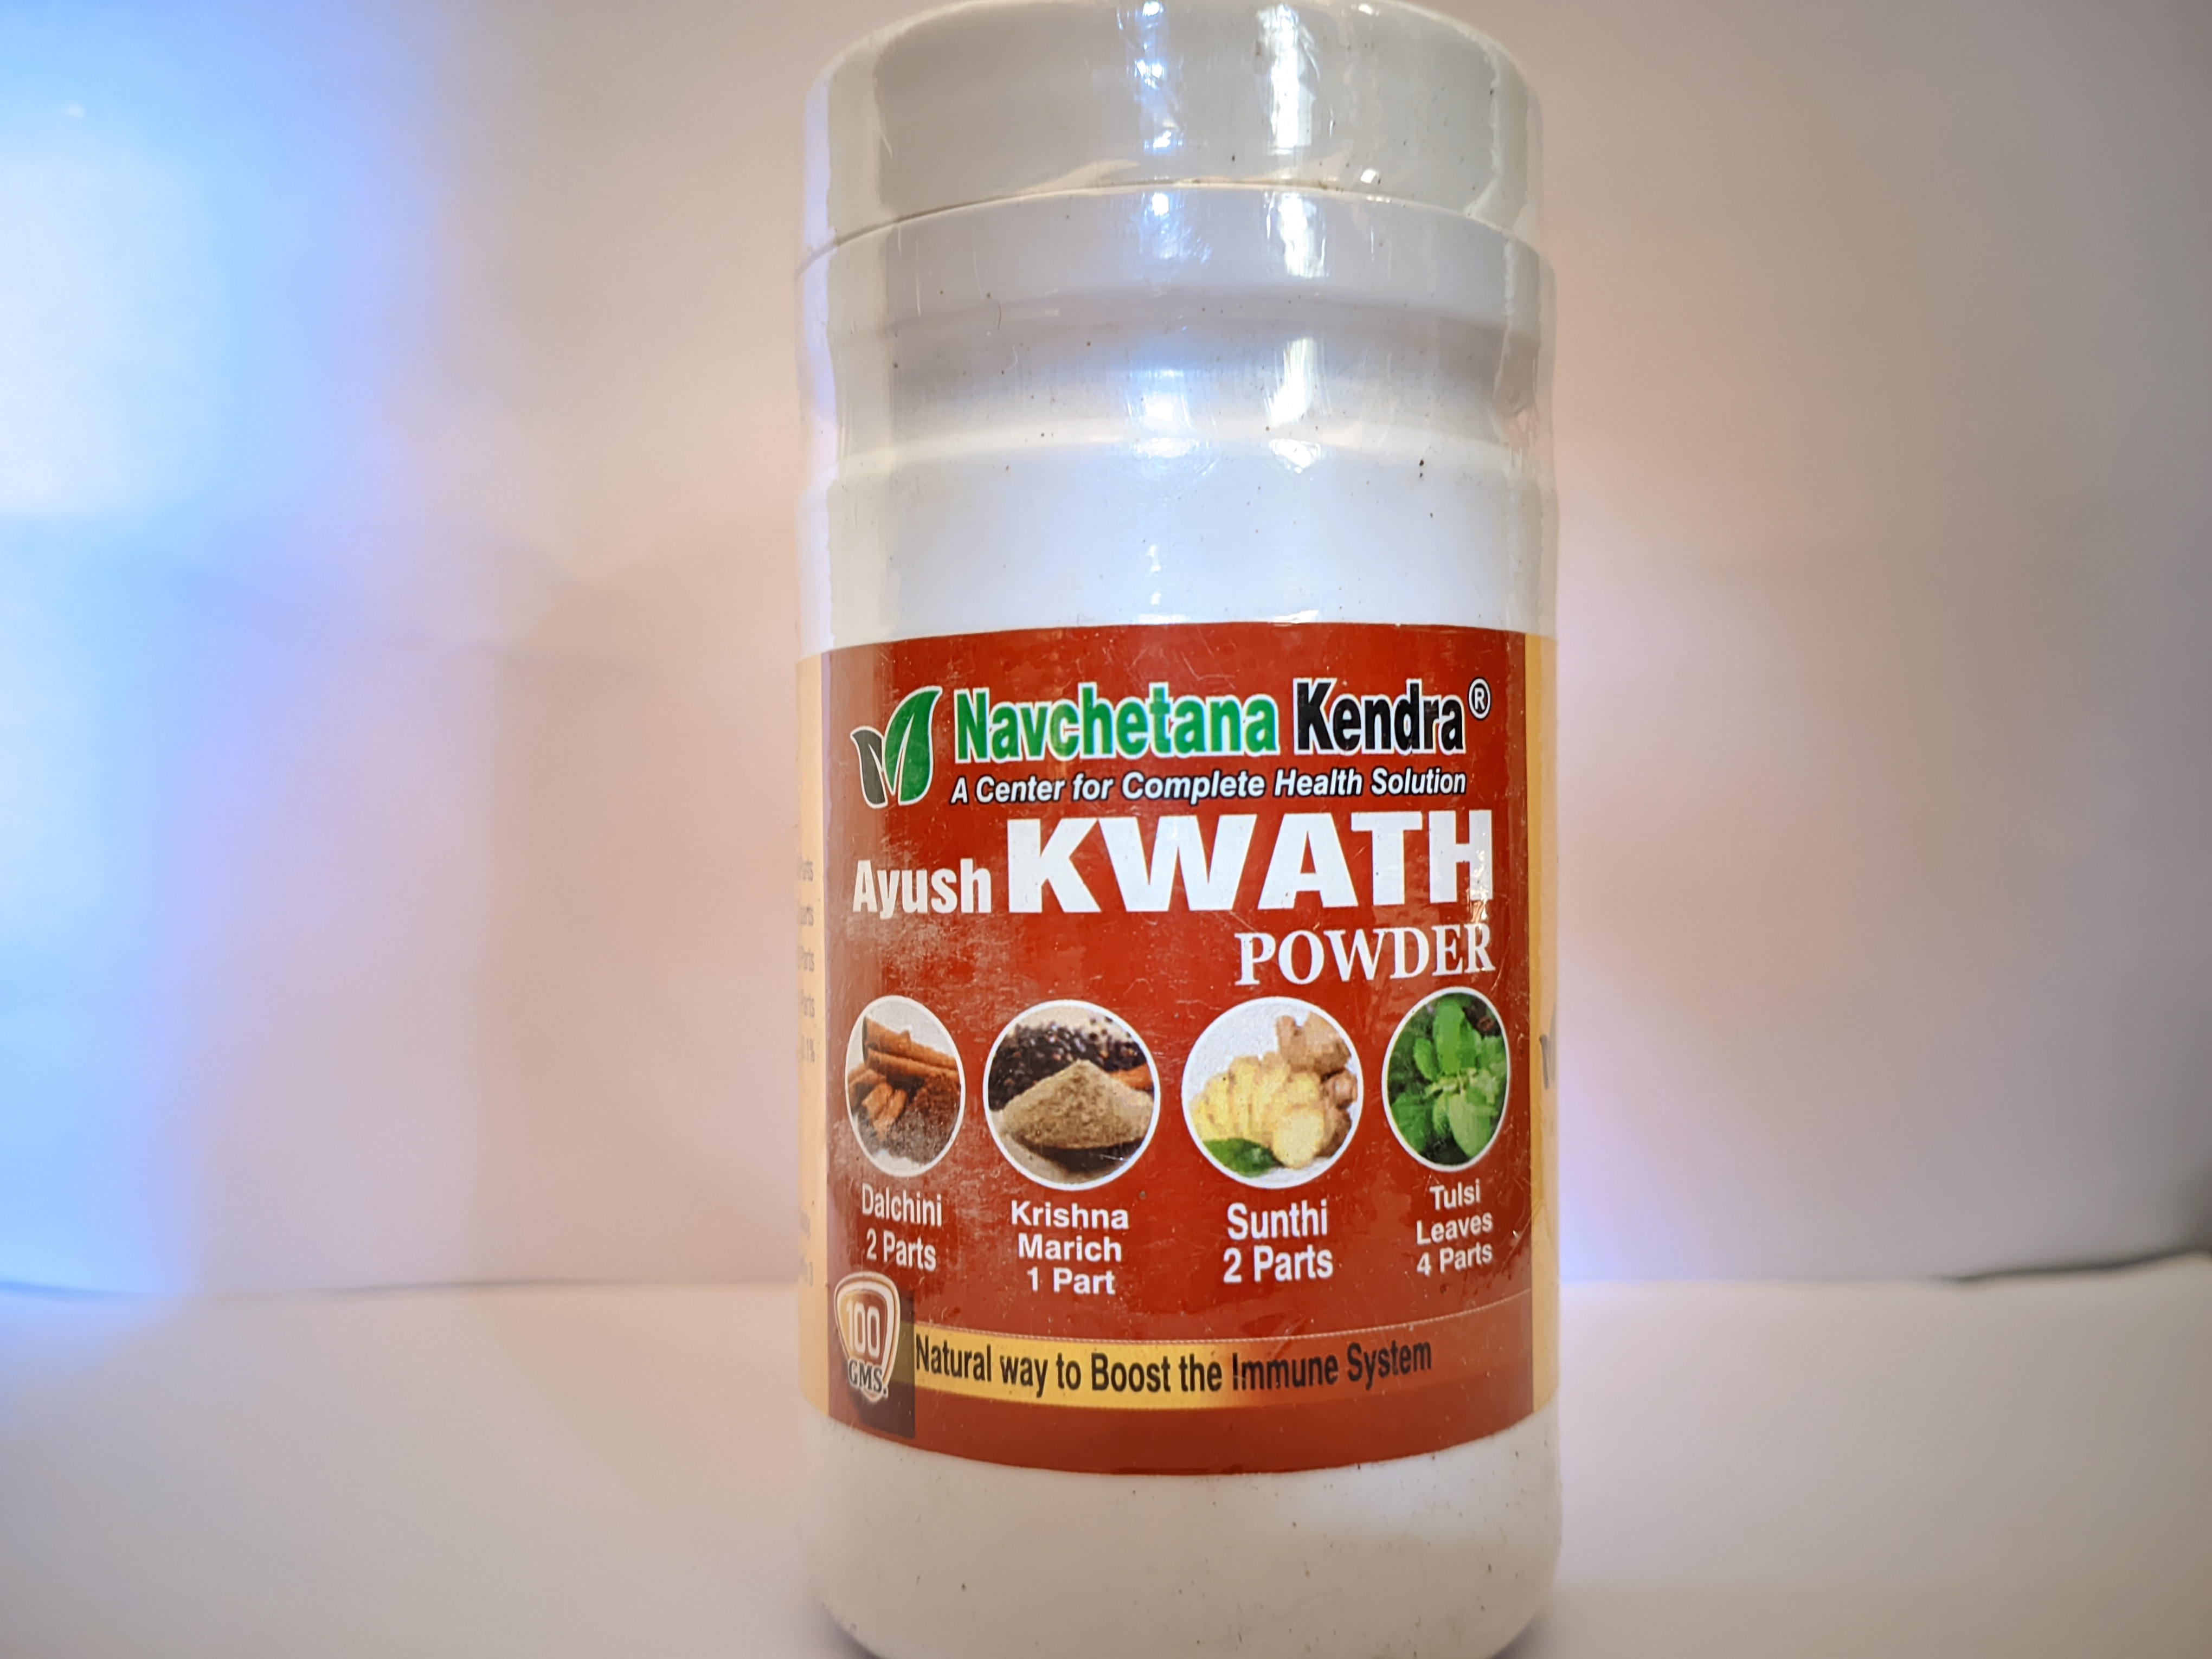 Navchetana Kendra®
A Center for Complete Health Solution
Ayush KWATH
POWDER
Dalchini
2 Parts
Krishna
Marich
1 Part
Sunthi
2 Parts
Tulsi
Leaves
4 Parts
100
GMS.
Natural way to Boost the Immune System